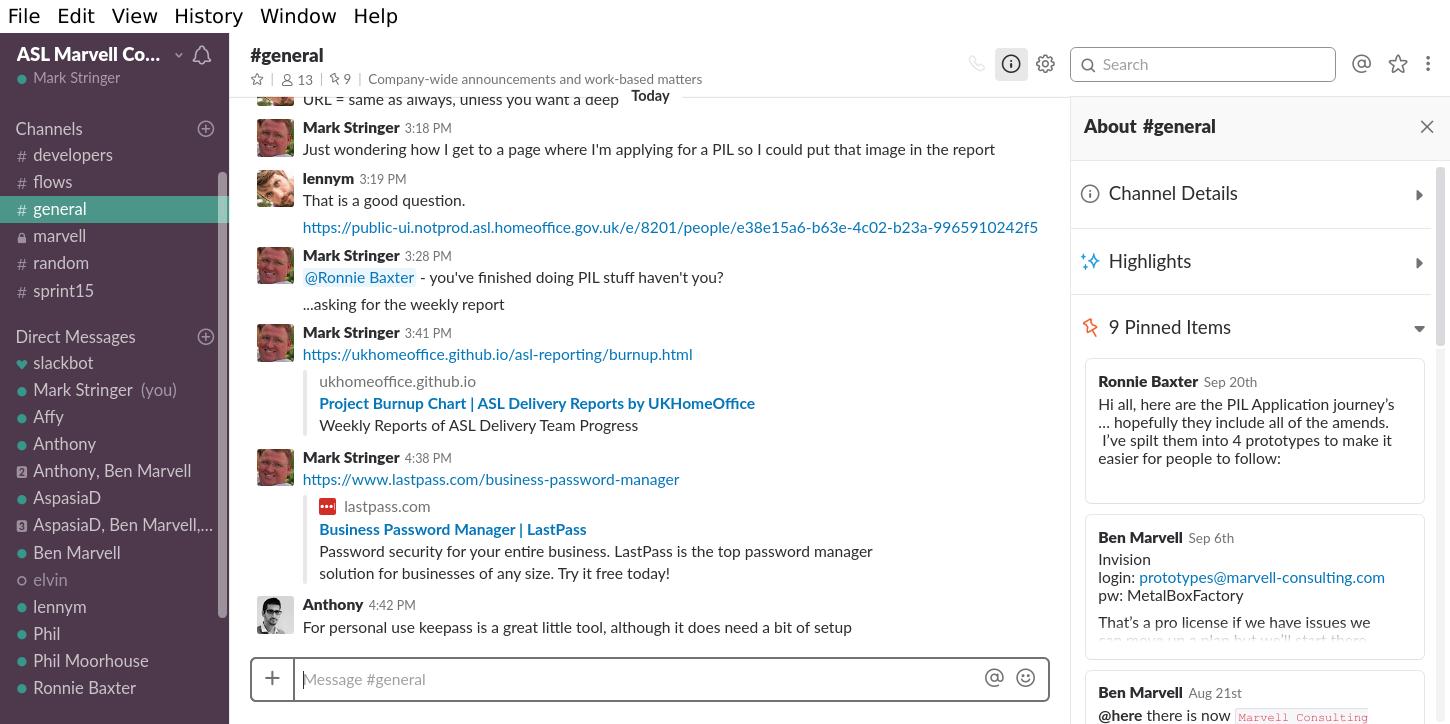 File Edit View History Window Help
ASL Marvell Co...
Mark Stringer
Channels
# developers
# flows
# general
marvell
# random
# sprint15
Direct Messages
slackbot
Mark Stringer (you)
Affy
Anthony
2 Anthony, Ben Marvell
AspasiaD
3 AspasiaD, Ben Marvell,...
Ben Marvell
elvin
lennym
Phil
Phil Moorhouse
Ronnie Baxter
#general
13 | 9 | Company-wide announcements and work-based matters
Search
URL = same as always, unless you want a deep
Today
Mark Stringer 3:18 PM
Just wondering how I get to a page where I'm applying for a PIL so I could put that image in the report
lennym 3:19 PM
That is a good question.
https://public-ui.notprod.asl.homeoffice.gov.uk/e/8201/people/e38e15a6-b63e-4c02-b23a-9965910242f5
Mark Stringer 3:28 PM
@Ronnie Baxter - you've finished doing PIL stuff haven't you?
...asking for the weekly report
Mark Stringer 3:41 PM
https://ukhomeoffice.github.io/asl-reporting/burnup.html
ukhomeoffice.github.io
Project Burnup Chart | ASL Delivery Reports by UKHomeOffice
Weekly Reports of ASL Delivery Team Progress
Mark Stringer 4:38 PM
https://www.lastpass.com/business-password-manager
lastpass.com
Business Password Manager | LastPass
Password security for your entire business. LastPass is the top password manager
solution for businesses of any size. Try it free today!
Anthony 4:42 PM
For personal use keepass is a great little tool, although it does need a bit of setup
Message #general
About #general
Channel Details
Highlights
9 Pinned Items
Ronnie Baxter Sep 20th
Hi all, here are the PIL Application journey's
... hopefully they include all of the amends.
I've spilt them into 4 prototypes to make it
easier for people to follow:
Ben Marvell Sep 6th
Invision
login: prototypes@marvell-consulting.com
pw: MetalBoxFactory
That's a pro license if we have issues we
can move up a plan but we'll start there
Ben Marvell Aug 21st
@here there is now Marvell Consulting